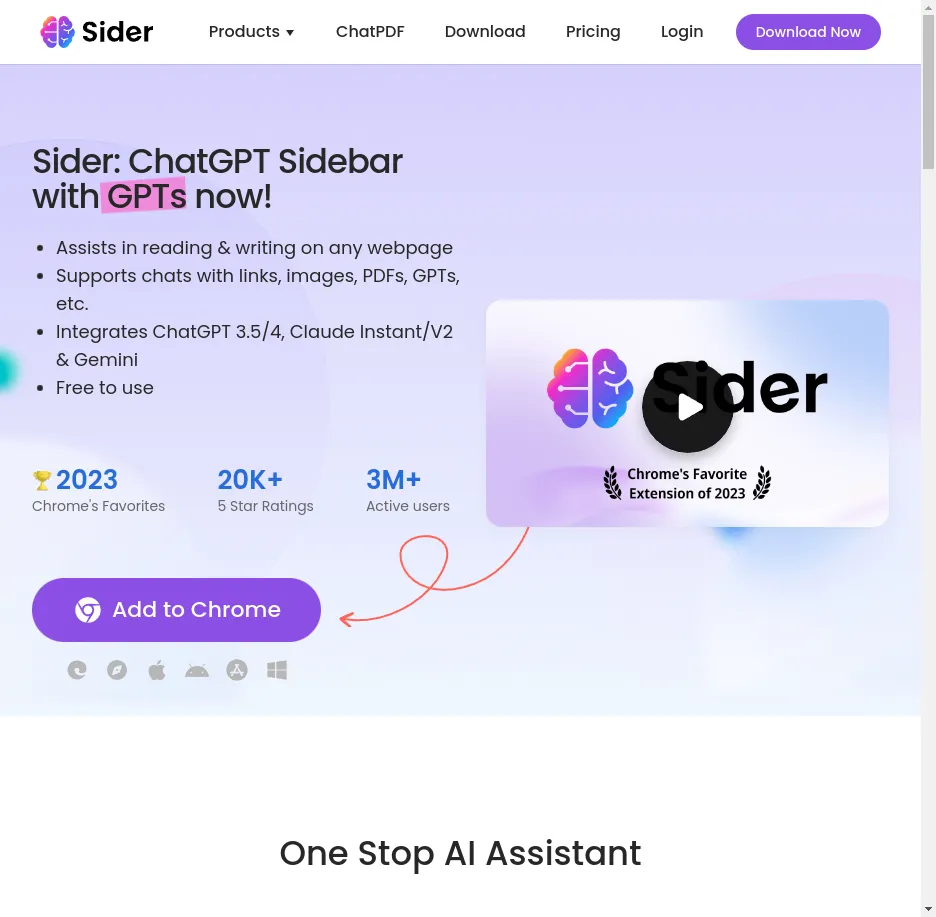 Sider
Products
ChatPDF
Download
Pricing
Login
Download Now
Sider: ChatGPT Sidebar
with GPTs now!
Assists in reading & writing on any webpage
Supports chats with links, images, PDFs, GPTs,
etc.
Integrates ChatGPT 3.5/4, Claude Instant/V2
& Gemini
Free to use
Sider
Chrome's Favorite
Extension of 2023
2023
Chrome's Favorites
20K+
5 Star Ratings
3M+
Active users
Add to Chrome
One Stop AI Assistant